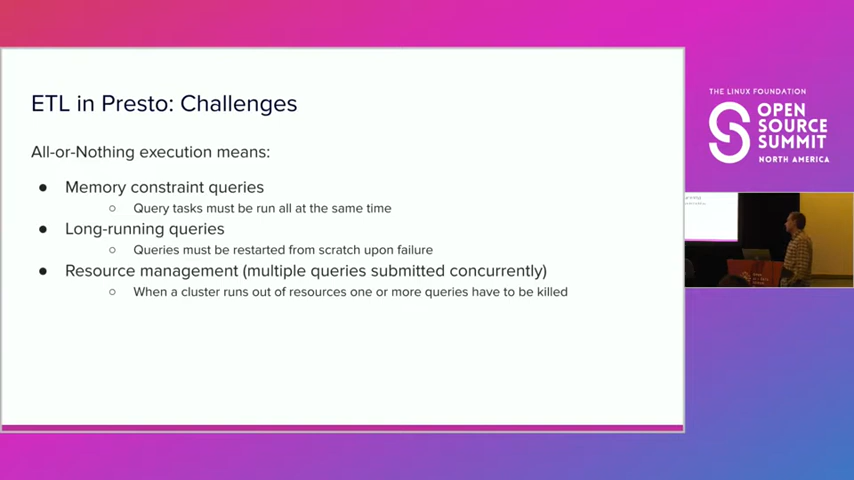 ETL in Presto: Challenges
All-or-Nothing execution means:
● Memory constraint queries
○ Query tasks must be run all at the same time
● Long-running queries
○ Queries must be restarted from scratch upon failure
● Resource management (multiple queries submitted concurrently)
○ When a cluster runs out of resources one or more queries have to be killed
THE LINUX FOUNDATION
OPEN
SOURCE
SUMMIT
NORTH AMERICA